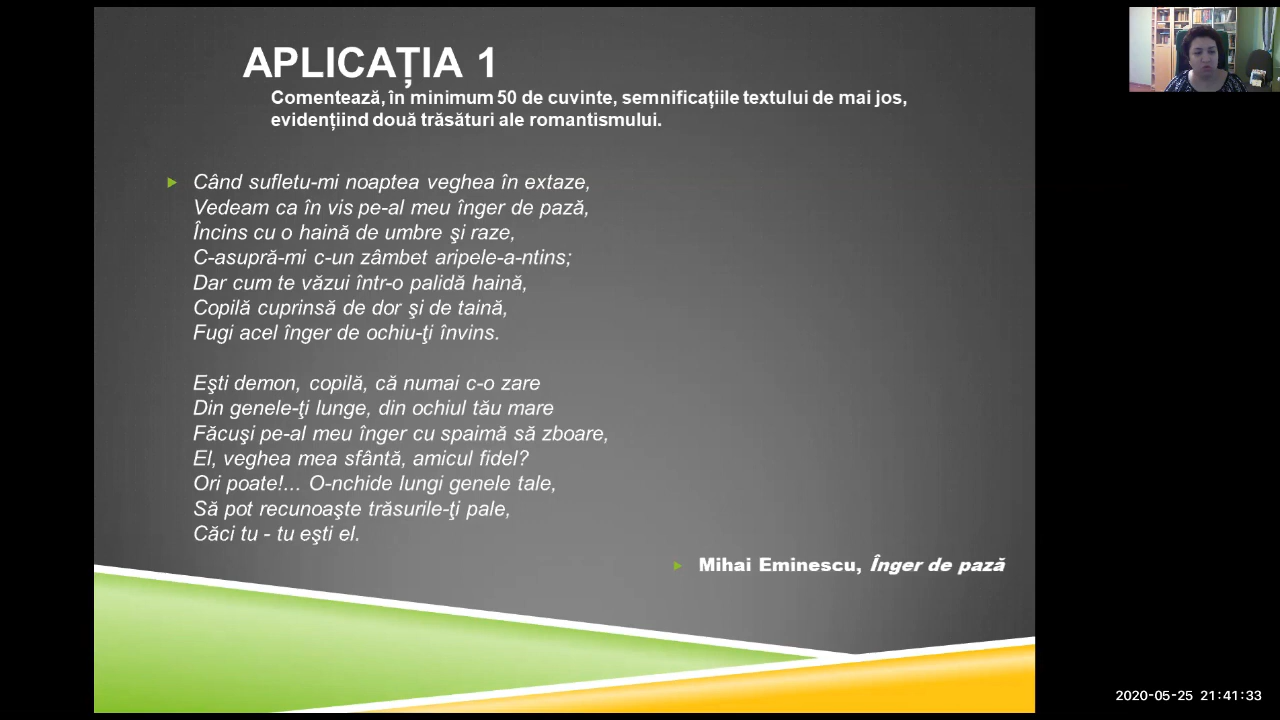 APLICAȚIA 1
Comentează, în minimum 50 de cuvinte, semnificațiile textului de mai jos,
evidențiind două trăsături ale romantismului.
Când sufletu-mi noaptea veghea în extaze,
Vedeam ca în vis pe-al meu înger de pază,
Încins cu o haină de umbre şi raze,
C-asupră-mi c-un zâmbet aripele-a-ntins;
Dar cum te văzui într-o palidă haină,
Copilă cuprinsă de dor şi de taină,
Fugi acel înger de ochiu-ţi învins.
Eşti demon, copilă, că numai c-o zare
Din genele-ţi lunge, din ochiul tău mare
Făcuşi pe-al meu înger cu spaimă să zboare,
El, veghea mea sfântă, amicul fidel?
Ori poate!... O-nchide lungi genele tale,
Să pot recunoaşte trăsurile-ţi pale,
Căci tu - tu eşti el.
Mihai Eminescu, Înger de pază
2020-05-25 21:41:33